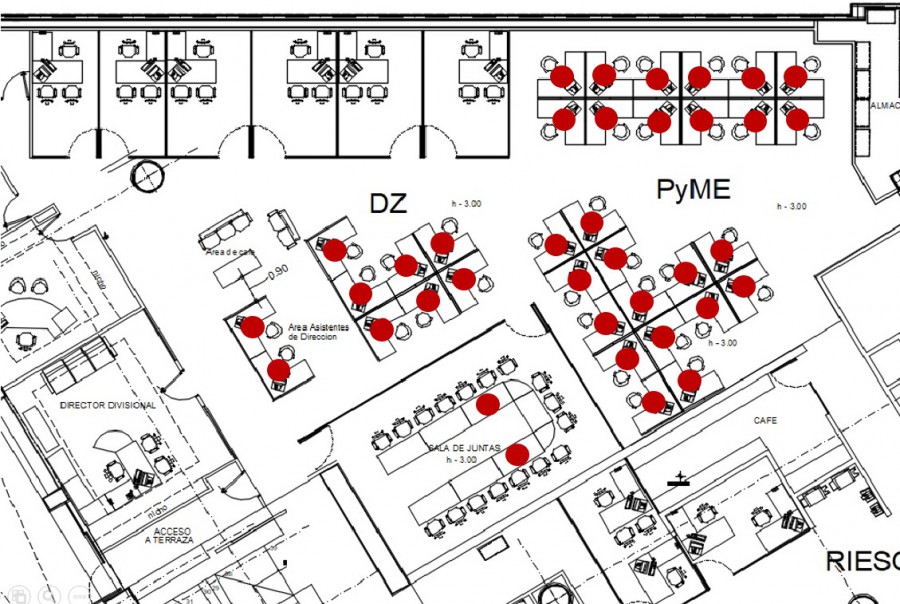 ALMAC
PyME
DZ
h - 3.00
h - 3.00
Area de cafe
0.90
Area Asistentes
de Direccion
h - 3.00
DIRECTOR DIVISIONAL
CAFE
SALA DE JUNTAS
h - 3.00
nicho
ACCESO
A TERRAZA
RIESG